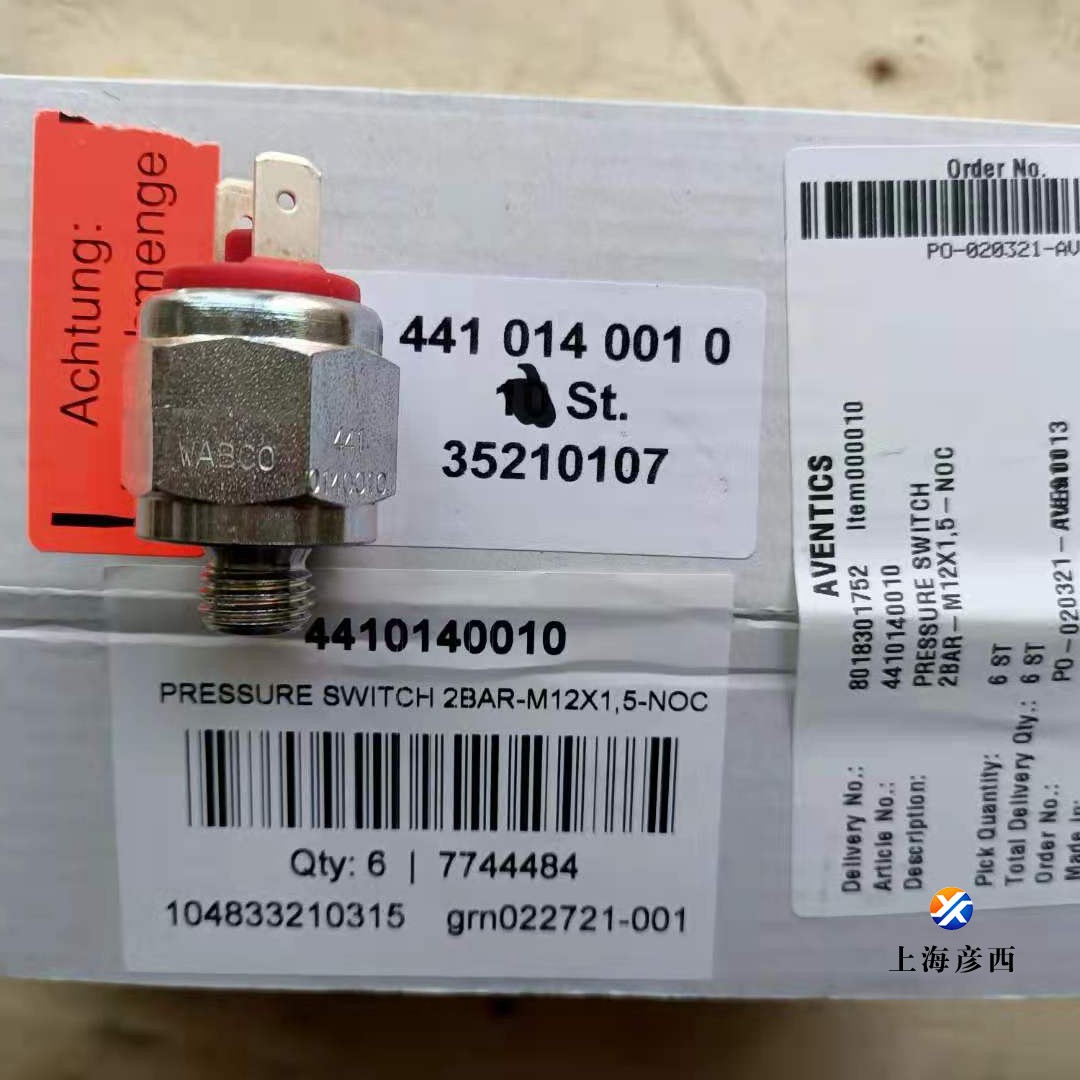 Achtung:
Order No.
PO-020321-AV
441 014 001 0
St.
35210107
WABCO
441
4410140010
PRESSURE SWITCH 2BAR-M12X1,5-NOC
Qty: 6 | 7744484
104833210315 grn022721-001
AVENTICS
Delivery No.: 8018301752 Item000010
Article No.: 4410140010
Description: PRESSURE SWITCH
2BAR-M12X1,5-NOC
Pick Quantity: 6 ST
Total Delivery Qty.: 6 ST
Order No.: PO-020321-
Made in:
上海彦西